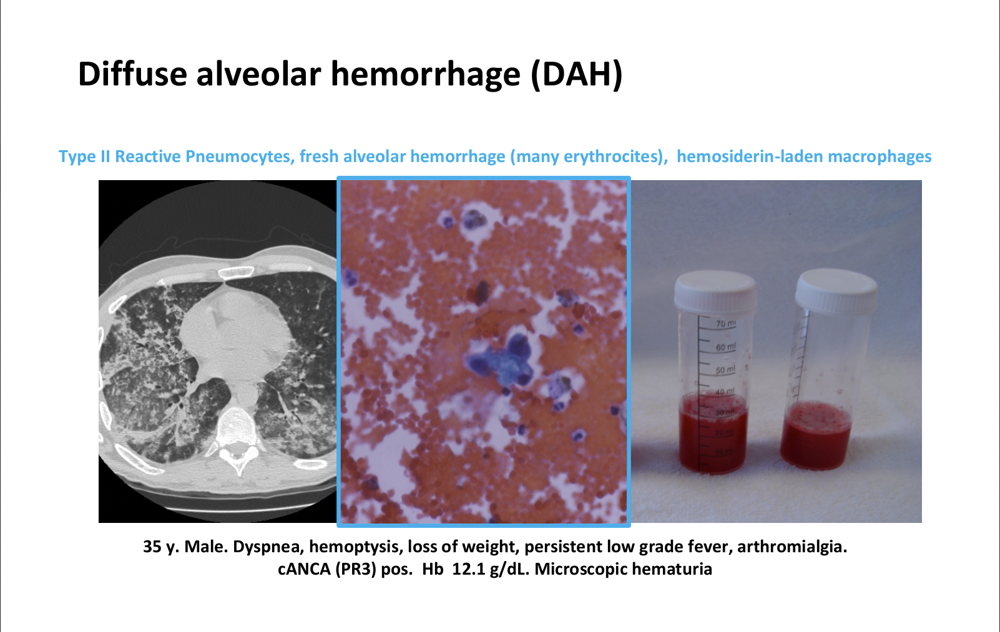 Diffuse alveolar hemorrhage (DAH)
Type II Reactive Pneumocytes, fresh alveolar hemorrhage (many erythrocites), hemosiderin-laden macrophages
70 ml
60 ml
50 ml
40 ml
30 ml
20 ml
10 ml
35 y. Male. Dyspnea, hemoptysis, loss of weight, persistent low grade fever, arthromialgia.
cANCA (PR3) pos. Hb 12.1 g/dL. Microscopic hematuria